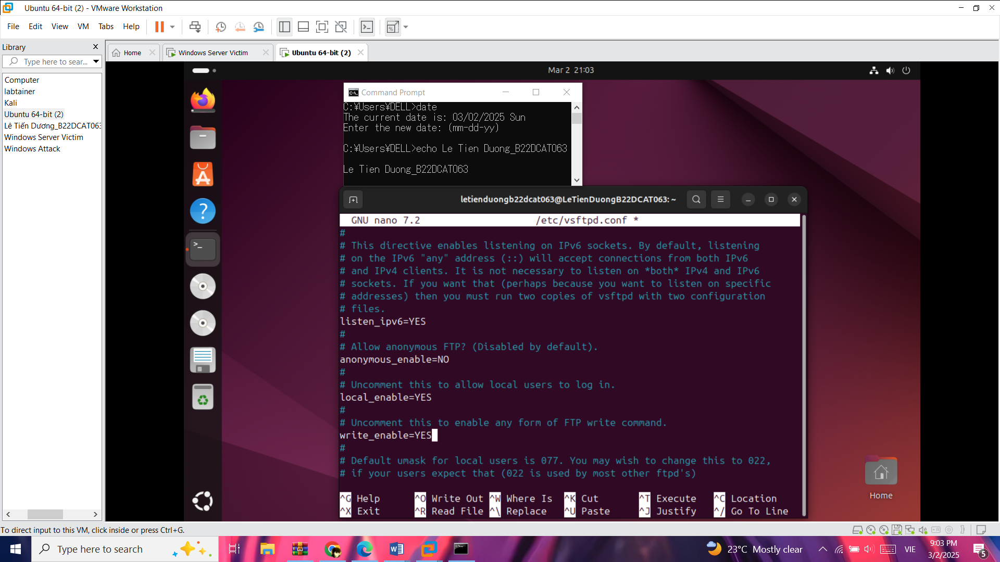 Ubuntu 64-bit (2) - VMware Workstation
File Edit View VM Tabs Help
Library
Type here to sear...
Computer
labtainer
Kali
Ubuntu 64-bit (2)
Lê Tiến Dương_B22DCAT063
Windows Server Victim
Windows Attack
Home
Windows Server Victim
Ubuntu 64-bit (2)
Mar 2 21:03
Command Prompt
C:¥Users¥DELL>date
The current date is: 03/02/2025 Sun
Enter the new date: (mm-dd-yy)
C:¥Users¥DELL>echo Le Tien Duong_B22DCAT063
Le Tien Duong_B22DCAT063
letienduongb22dcat063@LeTienDuongB22DCAT063: ~
GNU nano 7.2 /etc/vsftpd.conf *
#
# This directive enables listening on IPv6 sockets. By default, listening
# on the IPv6 "any" address (::) will accept connections from both IPv6
# and IPv4 clients. It is not necessary to listen on *both* IPv4 and IPv6
# sockets. If you want that (perhaps because you want to listen on specific
# addresses) then you must run two copies of vsftpd with two configuration
# files.
listen_ipv6=YES
#
# Allow anonymous FTP? (Disabled by default).
anonymous_enable=NO
#
# Uncomment this to allow local users to log in.
local_enable=YES
#
# Uncomment this to enable any form of FTP write command.
write_enable=YES
#
# Default umask for local users is 077. You may wish to change this to 022,
# if your users expect that (022 is used by most other ftpd's)
^G Help ^O Write Out ^W Where Is ^K Cut ^T Execute ^C Location
^X Exit ^R Read File ^\ Replace ^U Paste ^J Justify ^/ Go To Line
Home
To direct input to this VM, click inside or press Ctrl+G.
Type here to search
23°C Mostly clear
VIE
9:03 PM
3/2/2025
5